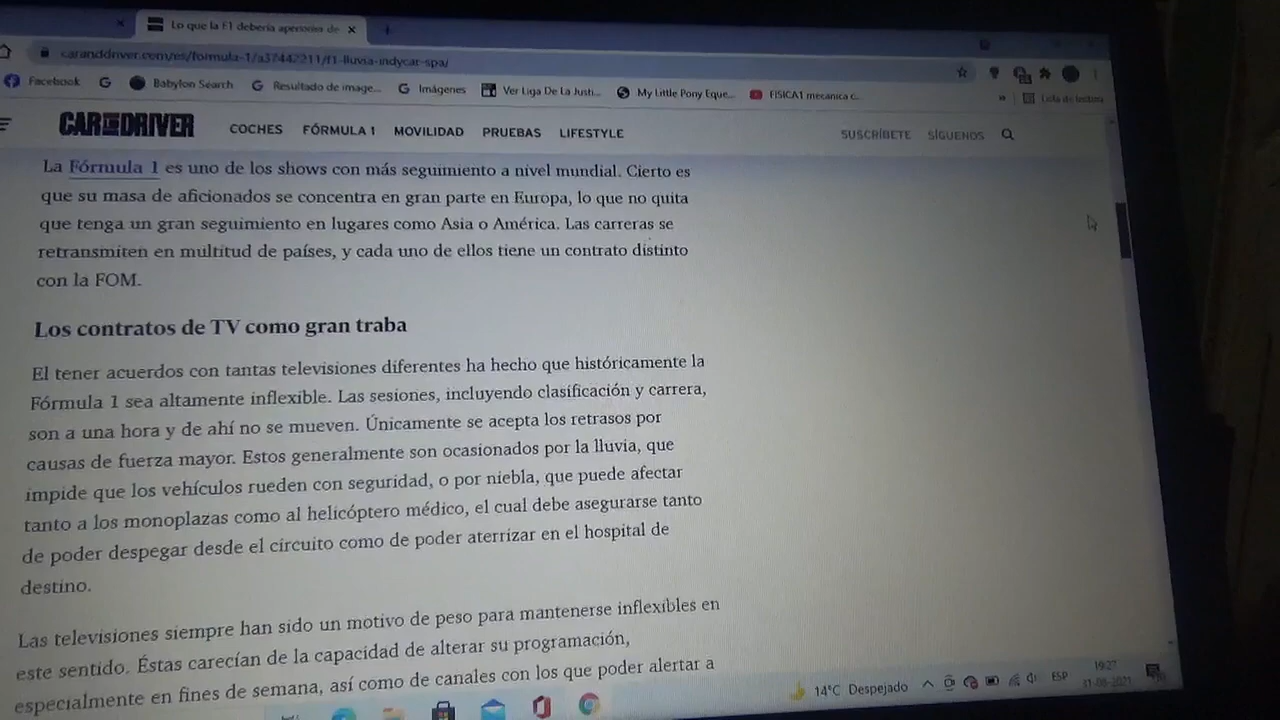 Lo que la F1 debería aprender de
caranddriver.com/es/formula-1/a37442211/f1-lluvia-indycar-spa/
Facebook Babylon Search Resultado de image... Imágenes Ver Liga De La Justi... My Little Pony Eque... FISICA1 mecanica c... » Lista de lectura
CAR AND DRIVER COCHES FÓRMULA 1 MOVILIDAD PRUEBAS LIFESTYLE SUSCRÍBETE SÍGUENOS
La Fórmula 1 es uno de los shows con más seguimiento a nivel mundial. Cierto es
que su masa de aficionados se concentra en gran parte en Europa, lo que no quita
que tenga un gran seguimiento en lugares como Asia o América. Las carreras se
retransmiten en multitud de países, y cada uno de ellos tiene un contrato distinto
con la FOM.
Los contratos de TV como gran traba
El tener acuerdos con tantas televisiones diferentes ha hecho que históricamente la
Fórmula 1 sea altamente inflexible. Las sesiones, incluyendo clasificación y carrera,
son a una hora y de ahí no se mueven. Únicamente se acepta los retrasos por
causas de fuerza mayor. Estos generalmente son ocasionados por la lluvia, que
impide que los vehículos rueden con seguridad, o por niebla, que puede afectar
tanto a los monoplazas como al helicóptero médico, el cual debe asegurarse tanto
de poder despegar desde el circuito como de poder aterrizar en el hospital de
destino.
Las televisiones siempre han sido un motivo de peso para mantenerse inflexibles en
este sentido. Éstas carecían de la capacidad de alterar su programación,
especialmente en fines de semana, así como de canales con los que poder alertar a
14°C Despejado ESP 19:27
31-08-2021